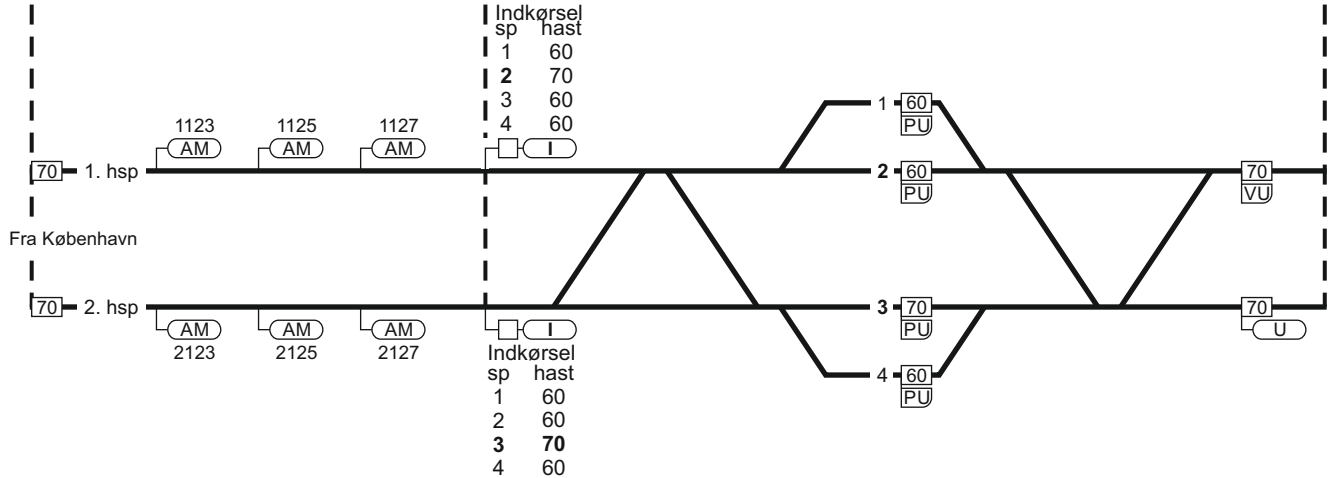 Indkørsel
sp hast
1 60
2 70
3 60
4 60
1123 1125 1127
AM AM AM I
1 60
PU
70 1. hsp 2 60 70
PU VU
Fra København
70 2. hsp 3 70 70
PU U
AM AM AM I
2123 2125 2127
Indkørsel
sp hast
1 60
2 60
3 70
4 60
4 60
PU